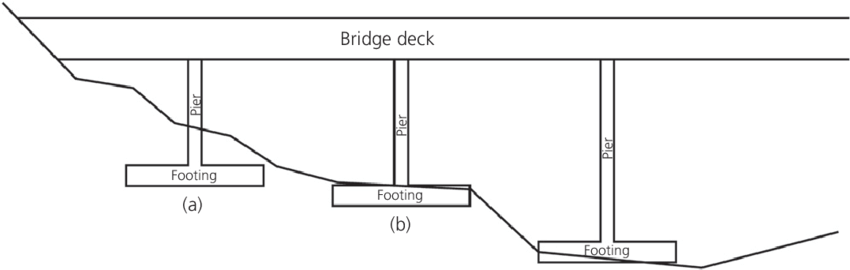 Bridge deck
Pier
Pier
Pier
Footing
Footing
Footing
(a)
(b)